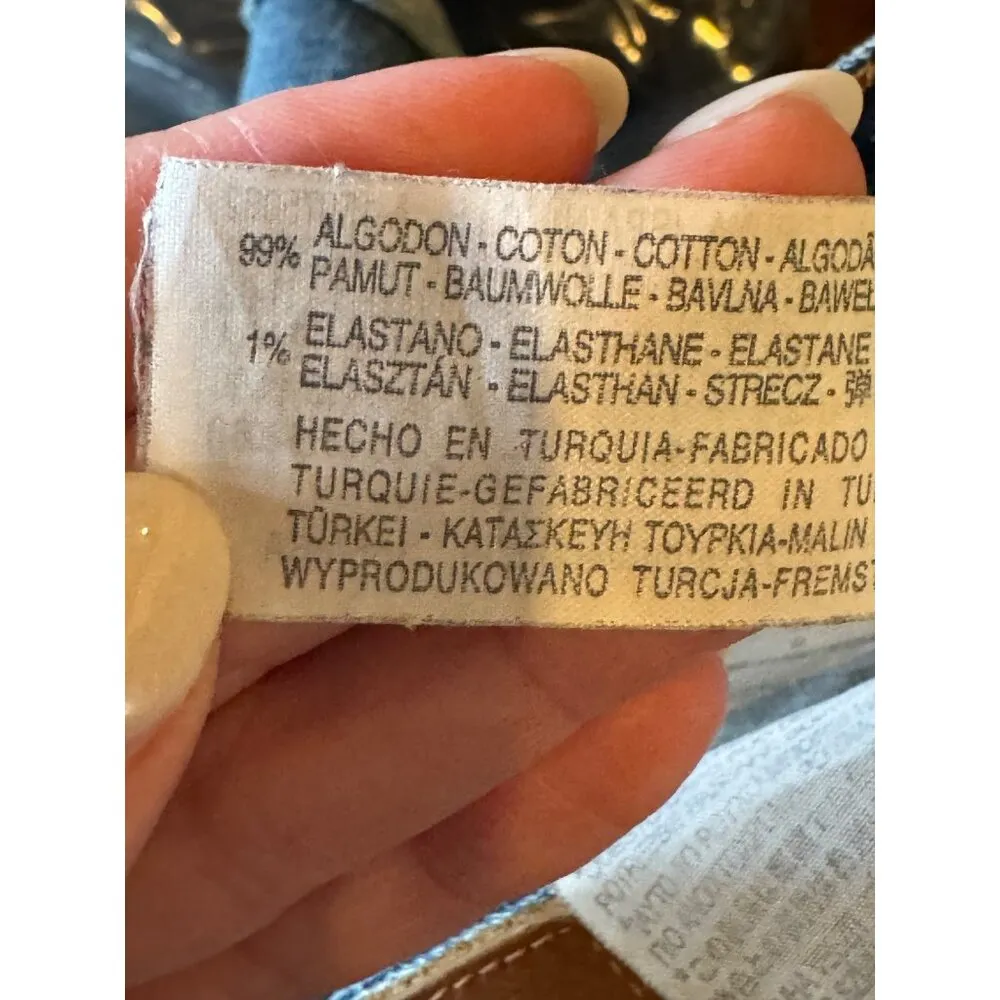 99% ALGODON - COTON - COTTON - ALGODÃ
PAMUT - BAUMWOLLE - BAVLNA - BAWEŁ
1% ELASTANO - ELASTHANE - ELASTANE
ELASZTÁN - ELASTHAN - STRECZ - 弾
HECHO EN TURQUIA-FABRICADO
TURQUIE-GEFABRICEERD IN TU
TÜRKEI - ΚΑΤΑΣΚΕΥΗ ΤΟΥΡΚΙΑ-MALIN
WYPRODUKOWANO TURCJA-FREMST